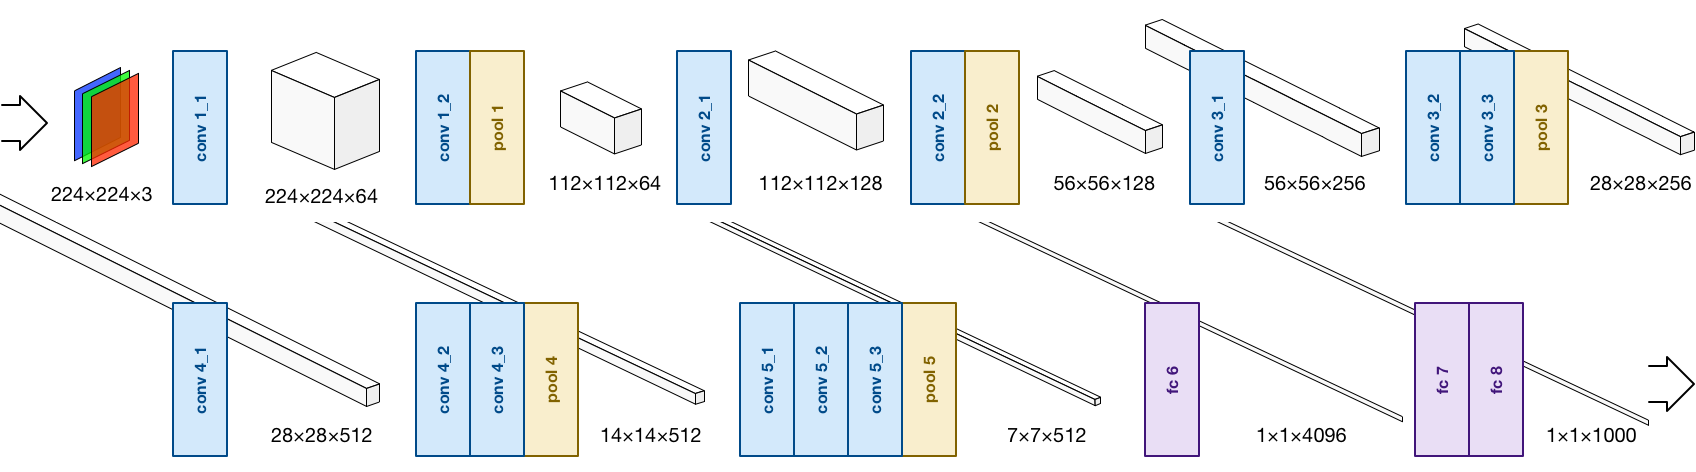 conv 1_1
conv 1_2
pool 1
conv 2_1
conv 2_2
pool 2
conv 3_1
conv 3_2
conv 3_3
pool 3
224×224×3
224×224×64
112×112×64
112×112×128
56×56×128
56×56×256
28×28×256
conv 4_1
conv 4_2
conv 4_3
pool 4
conv 5_1
conv 5_2
conv 5_3
pool 5
fc 6
fc 7
fc 8
28×28×512
14×14×512
7×7×512
1×1×4096
1×1×1000